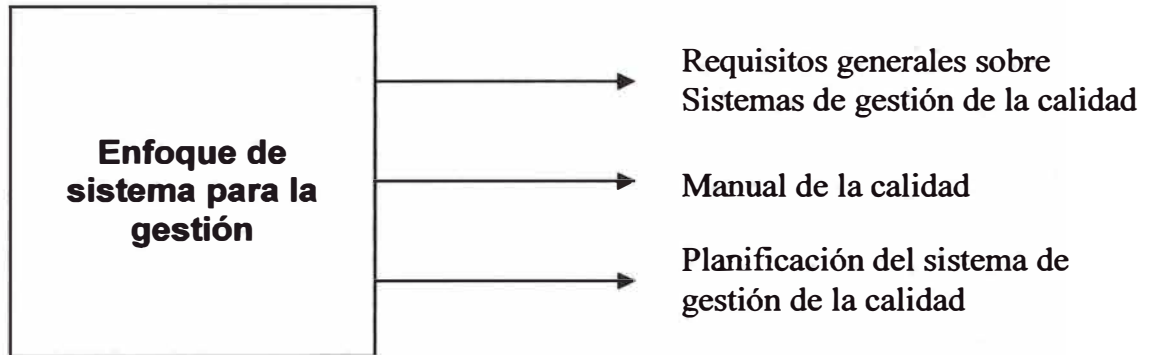 Enfoque de
sistema para la
gestión
Requisitos generales sobre
Sistemas de gestión de la calidad
Manual de la calidad
Planificación del sistema de
gestión de la calidad